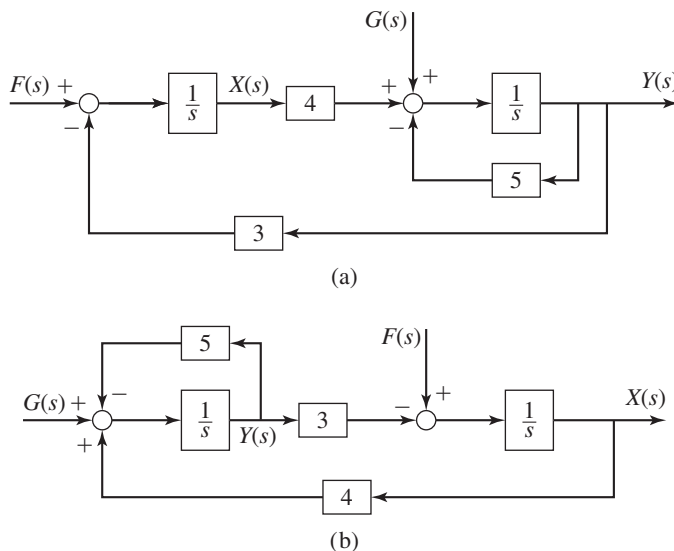 G(s)
F(s) + − 1/s X(s) 4 + + − 1/s Y(s)
5
3
(a)
5
F(s)
G(s) + − + 1/s Y(s) 3 − + 1/s X(s)
4
(b)